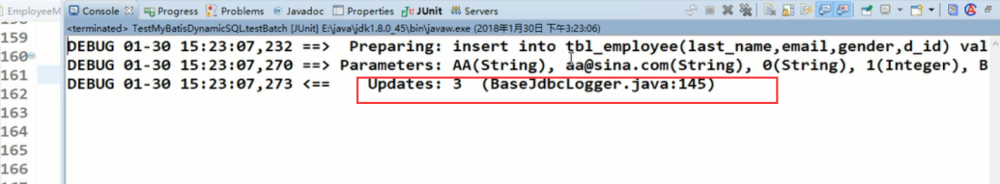 EmployeeM Console Progress Problems Javadoc Properties JUnit Servers
<terminated> TestMyBatisDynamicSQL.testBatch [JUnit] E:\java\jdk1.8.0_45\bin\javaw.exe (2018年1月30日 下午3:23:06)
159 DEBUG 01-30 15:23:07,232 ==>  Preparing: insert into tbl_employee(last_name,email,gender,d_id) val
160 DEBUG 01-30 15:23:07,270 ==> Parameters: AA(String), aa@sina.com(String), 0(String), 1(Integer), B
161 DEBUG 01-30 15:23:07,273 <==    Updates: 3  (BaseJdbcLogger.java:145)
162
163
164
165
166